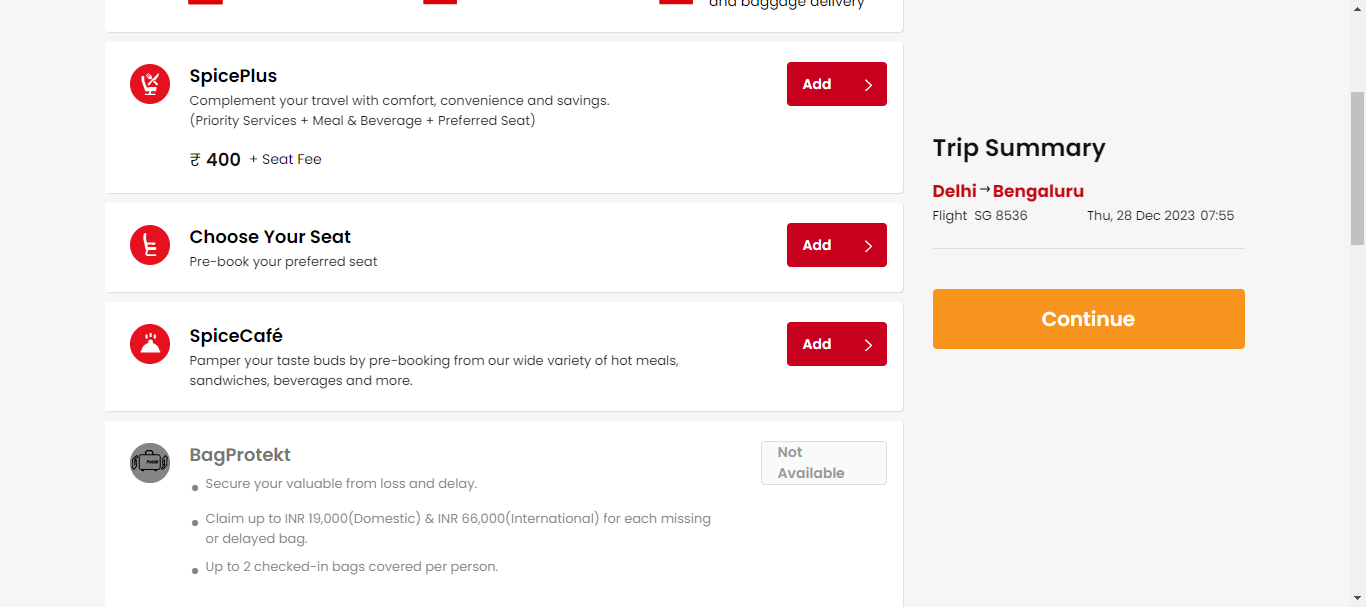 and baggage delivery
SpicePlus
Complement your travel with comfort, convenience and savings.
(Priority Services + Meal & Beverage + Preferred Seat)
₹ 400 + Seat Fee
Add
Choose Your Seat
Pre-book your preferred seat
Add
SpiceCafé
Pamper your taste buds by pre-booking from our wide variety of hot meals,
sandwiches, beverages and more.
Add
BagProtekt
Secure your valuable from loss and delay.
Claim up to INR 19,000(Domestic) & INR 66,000(International) for each missing
or delayed bag.
Up to 2 checked-in bags covered per person.
Not
Available
Trip Summary
Delhi → Bengaluru
Flight SG 8536 Thu, 28 Dec 2023 07:55
Continue